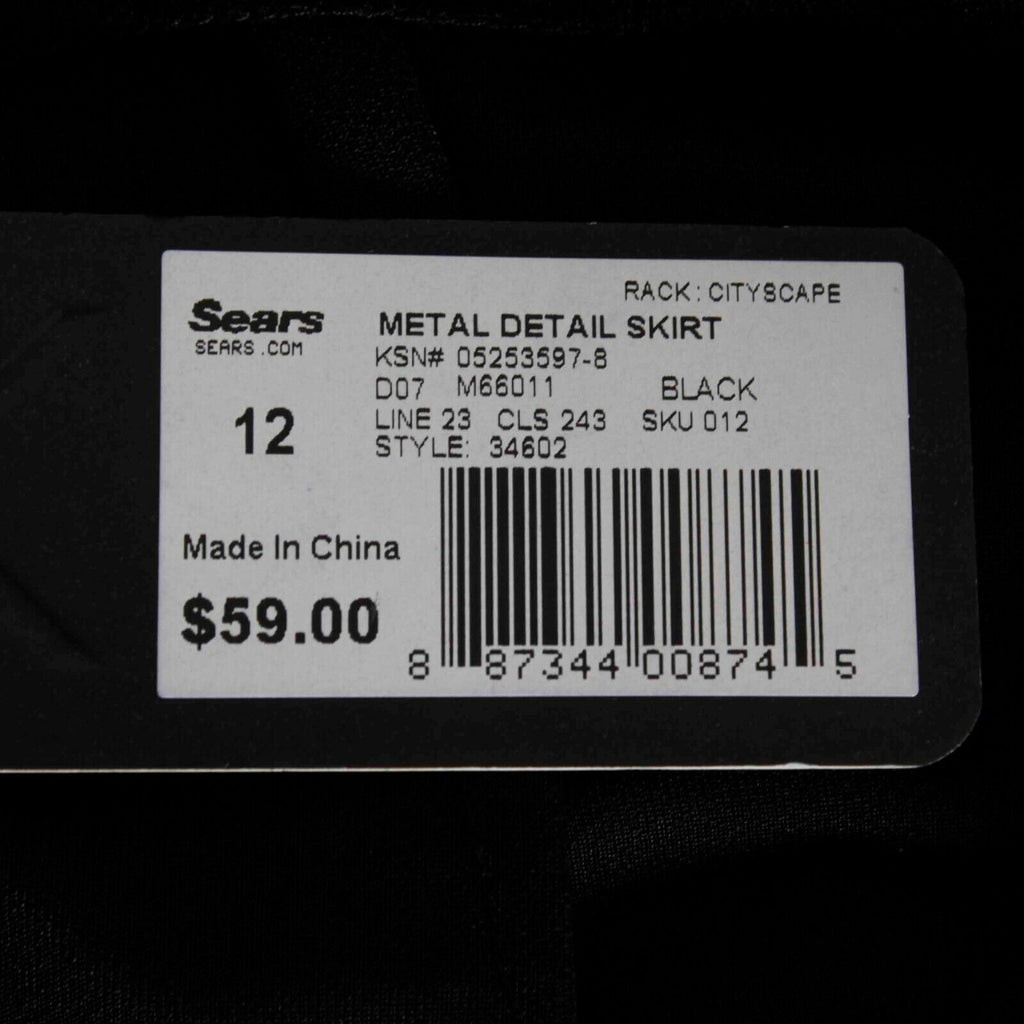 RACK: CITYSCAPE
Sears
SEARS.COM
METAL DETAIL SKIRT
KSN# 05253597-8
D07 M66011 BLACK
12
LINE 23 CLS 243 SKU 012
STYLE: 34602
Made In China
$59.00
8 87344 00874 5